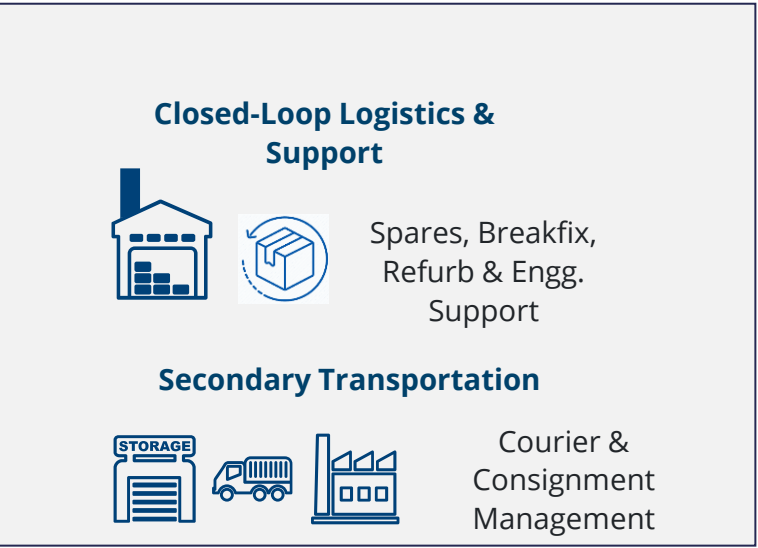 Closed-Loop Logistics &
Support
Spares, Breakfix,
Refurb & Engg.
Support
Secondary Transportation
STORAGE
Courier &
Consignment
Management